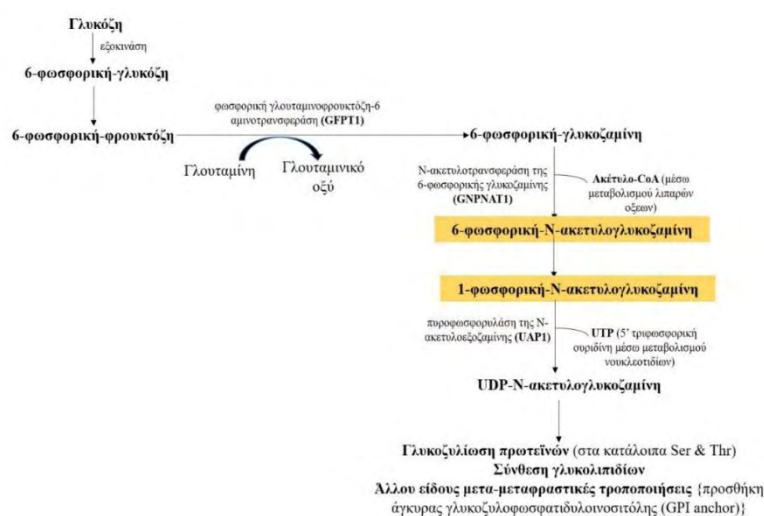 Γλυκόζη
εξοκινάση
6-φωσφορική-γλυκόζη
φωσφορική γλουταμινοφρουκτόζη-6
αμινοτρανσφεράση (GFPT1)
6-φωσφορική-φρουκτόζη
6-φωσφορική-γλυκοζαμίνη
Γλουταμίνη
Γλουταμινικό
οξύ
Ν-ακετυλοτρανσφεράση της
6-φωσφορικής γλυκοζαμίνης
(GNPNAT1)
Ακέτυλο-CoA (μέσω
μεταβολισμού λιπαρών
οξεων)
6-φωσφορική-Ν-ακετυλογλυκοζαμίνη
1-φωσφορική-Ν-ακετυλογλυκοζαμίνη
πυροφωσφορυλάση της Ν-
ακετυλοεξοζαμίνης (UAP1)
UTP (5’ τριφωσφορική
ουριδίνη μέσω μεταβολισμού
νουκλεοτιδίων)
UDP-Ν-ακετυλογλυκοζαμίνη
Γλυκοζυλίωση πρωτεϊνών (στα κατάλοιπα Ser & Thr)
Σύνθεση γλυκολιπιδίων
Άλλου είδους μετα-μεταφραστικές τροποποιήσεις {προσθήκη
άγκυρας γλυκοζυλοφωσφατιδυλοινοσιτόλης (GPI anchor)}